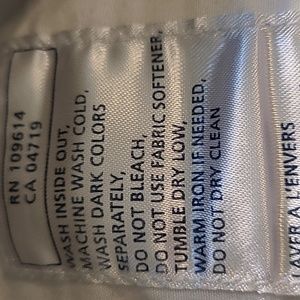 RN 109614
CA 04719
WASH INSIDE OUT,
MACHINE WASH COLD,
WASH DARK COLORS
SEPARATELY,
DO NOT BLEACH,
DO NOT USE FABRIC SOFTENER,
TUMBLE DRY LOW,
WARM IRON IF NEEDED,
DO NOT DRY CLEAN
LAVER A L'ENVERS